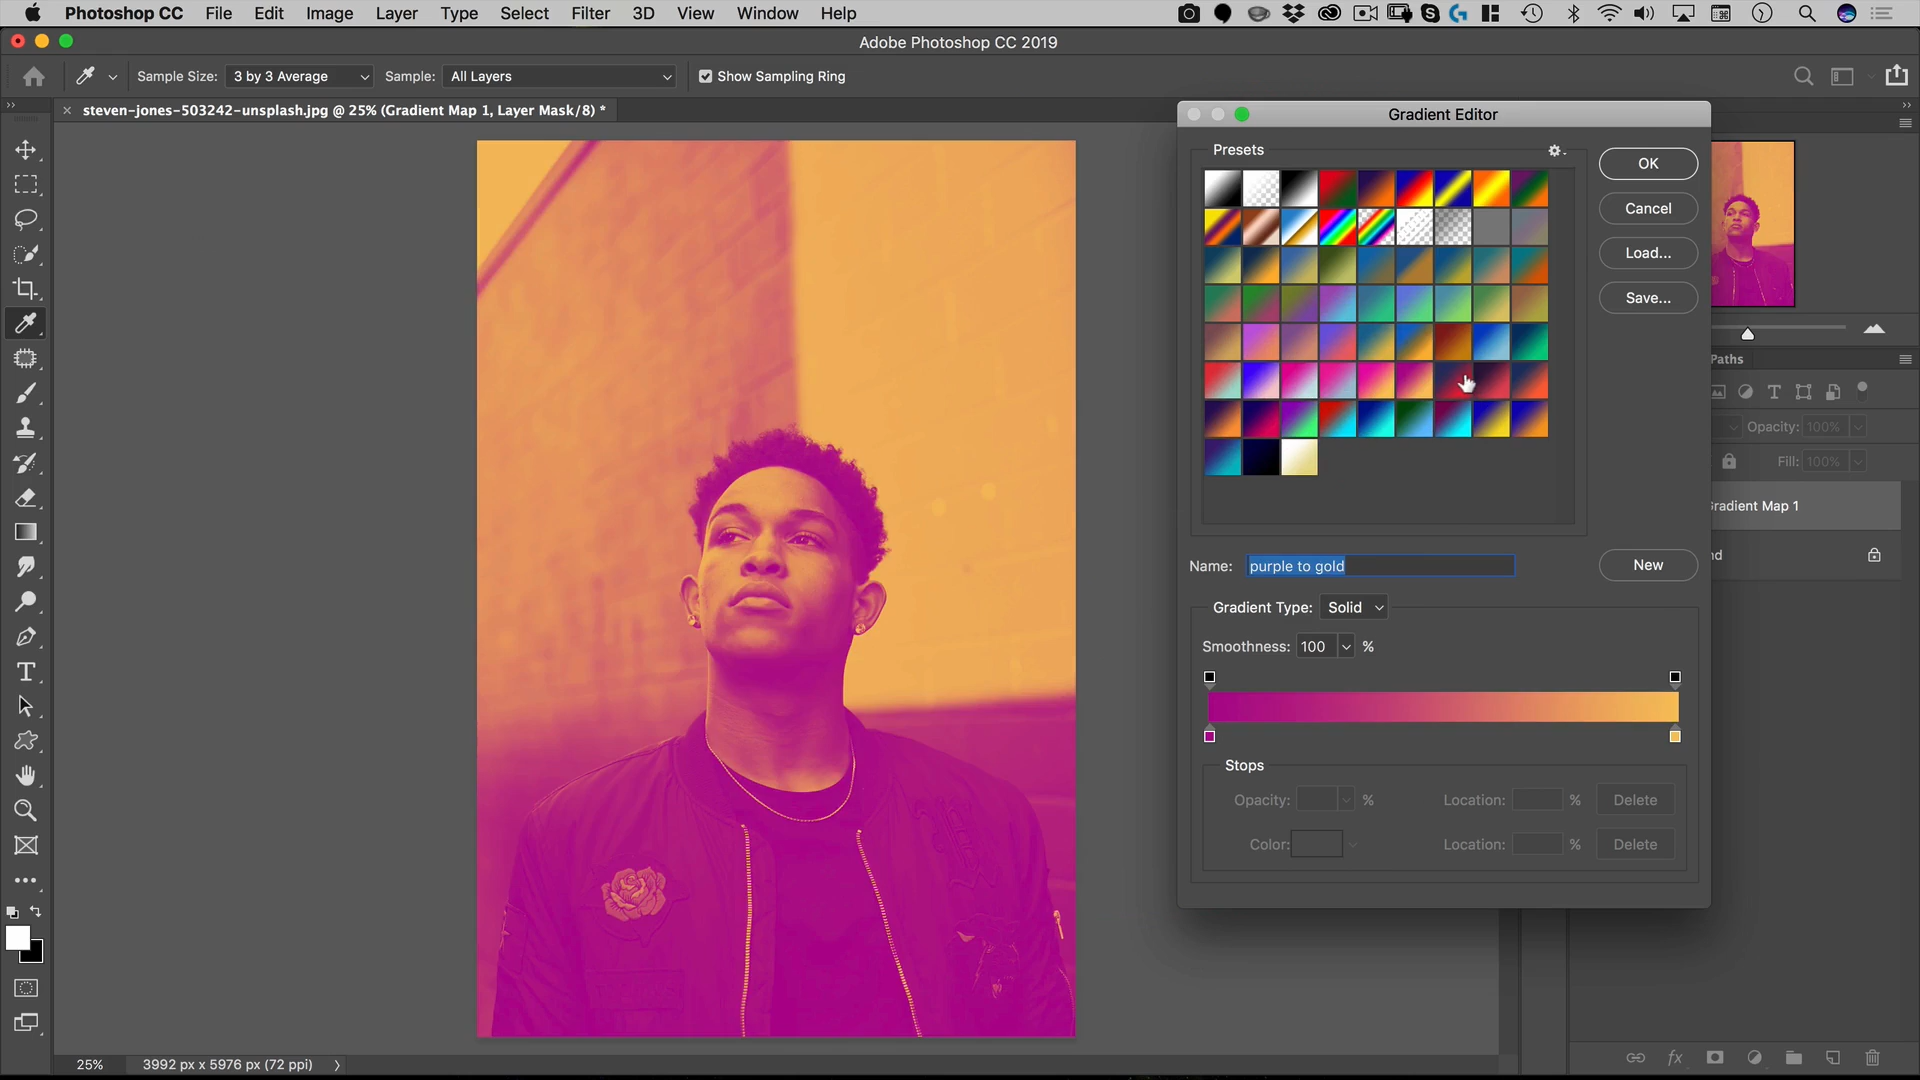 Photoshop CC File Edit Image Layer Type Select Filter 3D View Window Help
Adobe Photoshop CC 2019
Sample Size: 3 by 3 Average Sample: All Layers Show Sampling Ring
steven-jones-503242-unsplash.jpg @ 25% (Gradient Map 1, Layer Mask/8) *
Gradient Editor
Presets
OK
Cancel
Load...
Save...
Paths
Opacity: 100%
Fill: 100%
Gradient Map 1
nd
Name: purple to gold
New
Gradient Type: Solid
Smoothness: 100 %
Stops
Opacity: % Location: % Delete
Color: Location: % Delete
25% 3992 px x 5976 px (72 ppi)